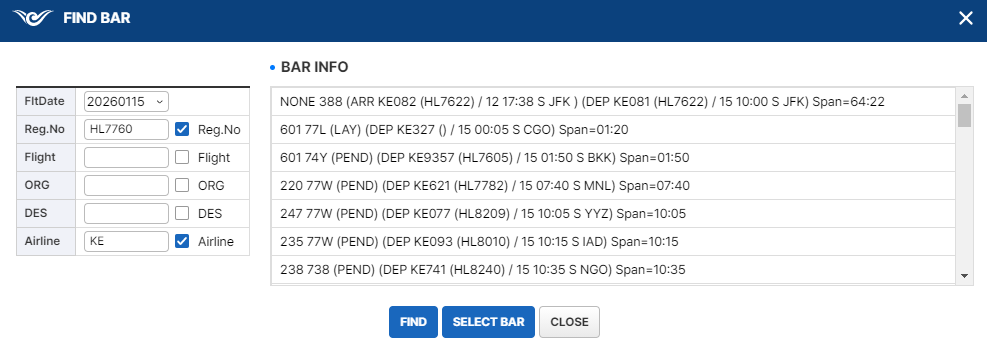 FIND BAR
BAR INFO
FltDate 20260115
Reg.No HL7760 Reg.No
Flight Flight
ORG ORG
DES DES
Airline KE Airline
NONE 388 (ARR KE082 (HL7622) / 12 17:38 S JFK ) (DEP KE081 (HL7622) / 15 10:00 S JFK) Span=64:22
601 77L (LAY) (DEP KE327 () / 15 00:05 S CGO) Span=01:20
601 74Y (PEND) (DEP KE9357 (HL7605) / 15 01:50 S BKK) Span=01:50
220 77W (PEND) (DEP KE621 (HL7782) / 15 07:40 S MNL) Span=07:40
247 77W (PEND) (DEP KE077 (HL8209) / 15 10:05 S YYZ) Span=10:05
235 77W (PEND) (DEP KE093 (HL8010) / 15 10:15 S IAD) Span=10:15
238 738 (PEND) (DEP KE741 (HL8240) / 15 10:35 S NGO) Span=10:35
FIND SELECT BAR CLOSE